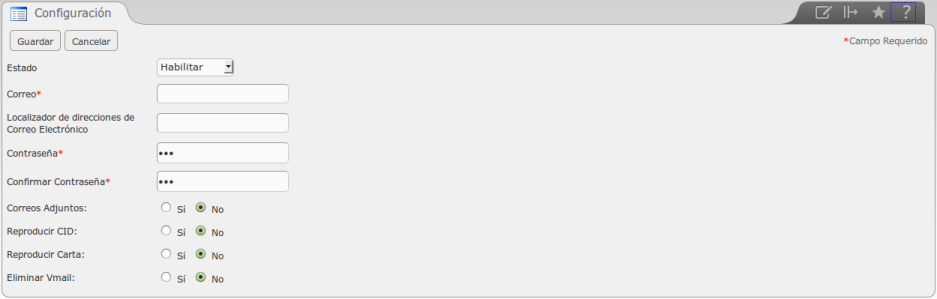 Configuración
?
Guardar Cancelar *Campo Requerido
Estado Habilitar
Correo*
Localizador de direcciones de
Correo Electrónico
Contraseña* •••
Confirmar Contraseña* •••
Correos Adjuntos: Sí No
Reproducir CID: Sí No
Reproducir Carta: Sí No
Eliminar Vmail: Sí No